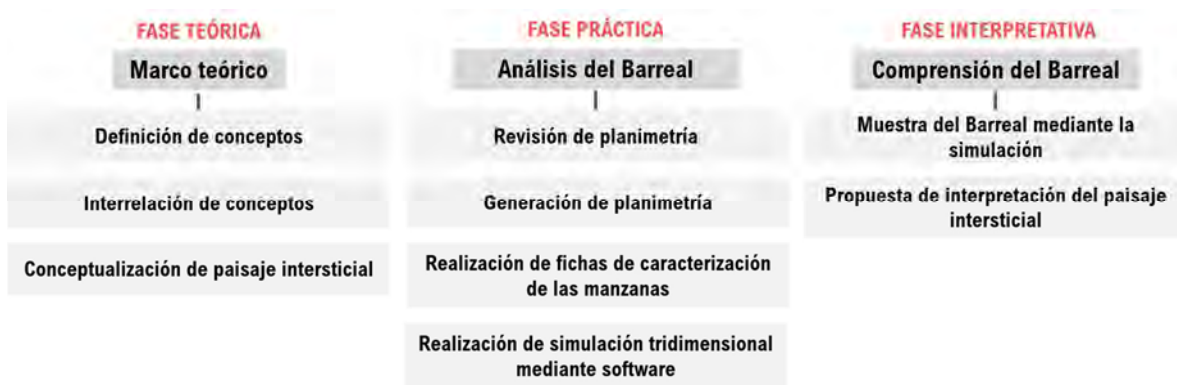 FASE TEÓRICA
Marco teórico
Definición de conceptos
Interrelación de conceptos
Conceptualización de paisaje intersticial
FASE PRÁCTICA
Análisis del Barreal
Revisión de planimetría
Generación de planimetría
Realización de fichas de caracterización
de las manzanas
Realización de simulación tridimensional
mediante software
FASE INTERPRETATIVA
Comprensión del Barreal
Muestra del Barreal mediante la
simulación
Propuesta de interpretación del paisaje
intersticial